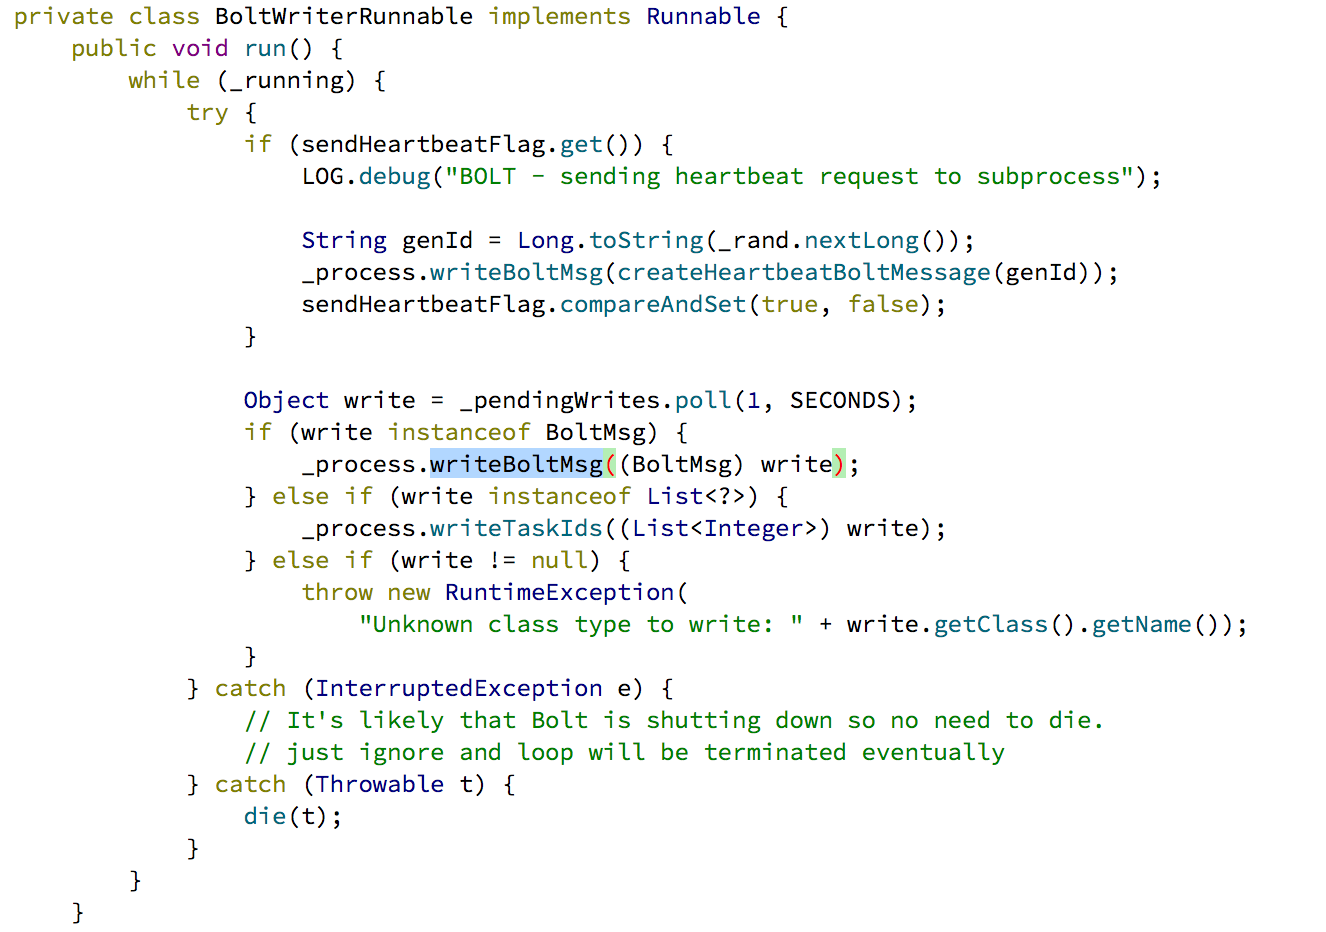 private class BoltWriterRunnable implements Runnable {
    public void run() {
        while (_running) {
            try {
                if (sendHeartbeatFlag.get()) {
                    LOG.debug("BOLT - sending heartbeat request to subprocess");

                    String genId = Long.toString(_rand.nextLong());
                    _process.writeBoltMsg(createHeartbeatBoltMessage(genId));
                    sendHeartbeatFlag.compareAndSet(true, false);
                }

                Object write = _pendingWrites.poll(1, SECONDS);
                if (write instanceof BoltMsg) {
                    _process.writeBoltMsg((BoltMsg) write);
                } else if (write instanceof List<?>) {
                    _process.writeTaskIds((List<Integer>) write);
                } else if (write != null) {
                    throw new RuntimeException(
                        "Unknown class type to write: " + write.getClass().getName());
                }
            } catch (InterruptedException e) {
                // It's likely that Bolt is shutting down so no need to die.
                // just ignore and loop will be terminated eventually
            } catch (Throwable t) {
                die(t);
            }
        }
    }